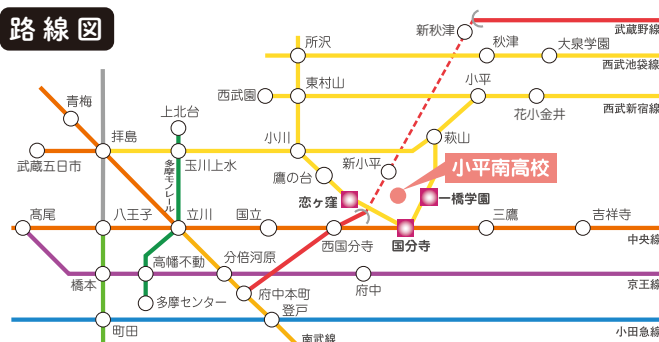 路線図
武蔵野線
新秋津
所沢
秋津
大泉学園
西武池袋線
東村山
小平
西武園
花小金井
西武新宿線
青梅
上北台
拝島
小川
萩山
武蔵五日市
玉川上水
新小平
小平南高校
多摩モノレール
鷹の台
恋ヶ窪
一橋学園
髙尾
八王子
立川
国立
三鷹
吉祥寺
西国分寺
国分寺
中央線
高幡不動
分倍河原
橋本
府中
京王線
多摩センター
府中本町
登戸
町田
小田急線
南武線